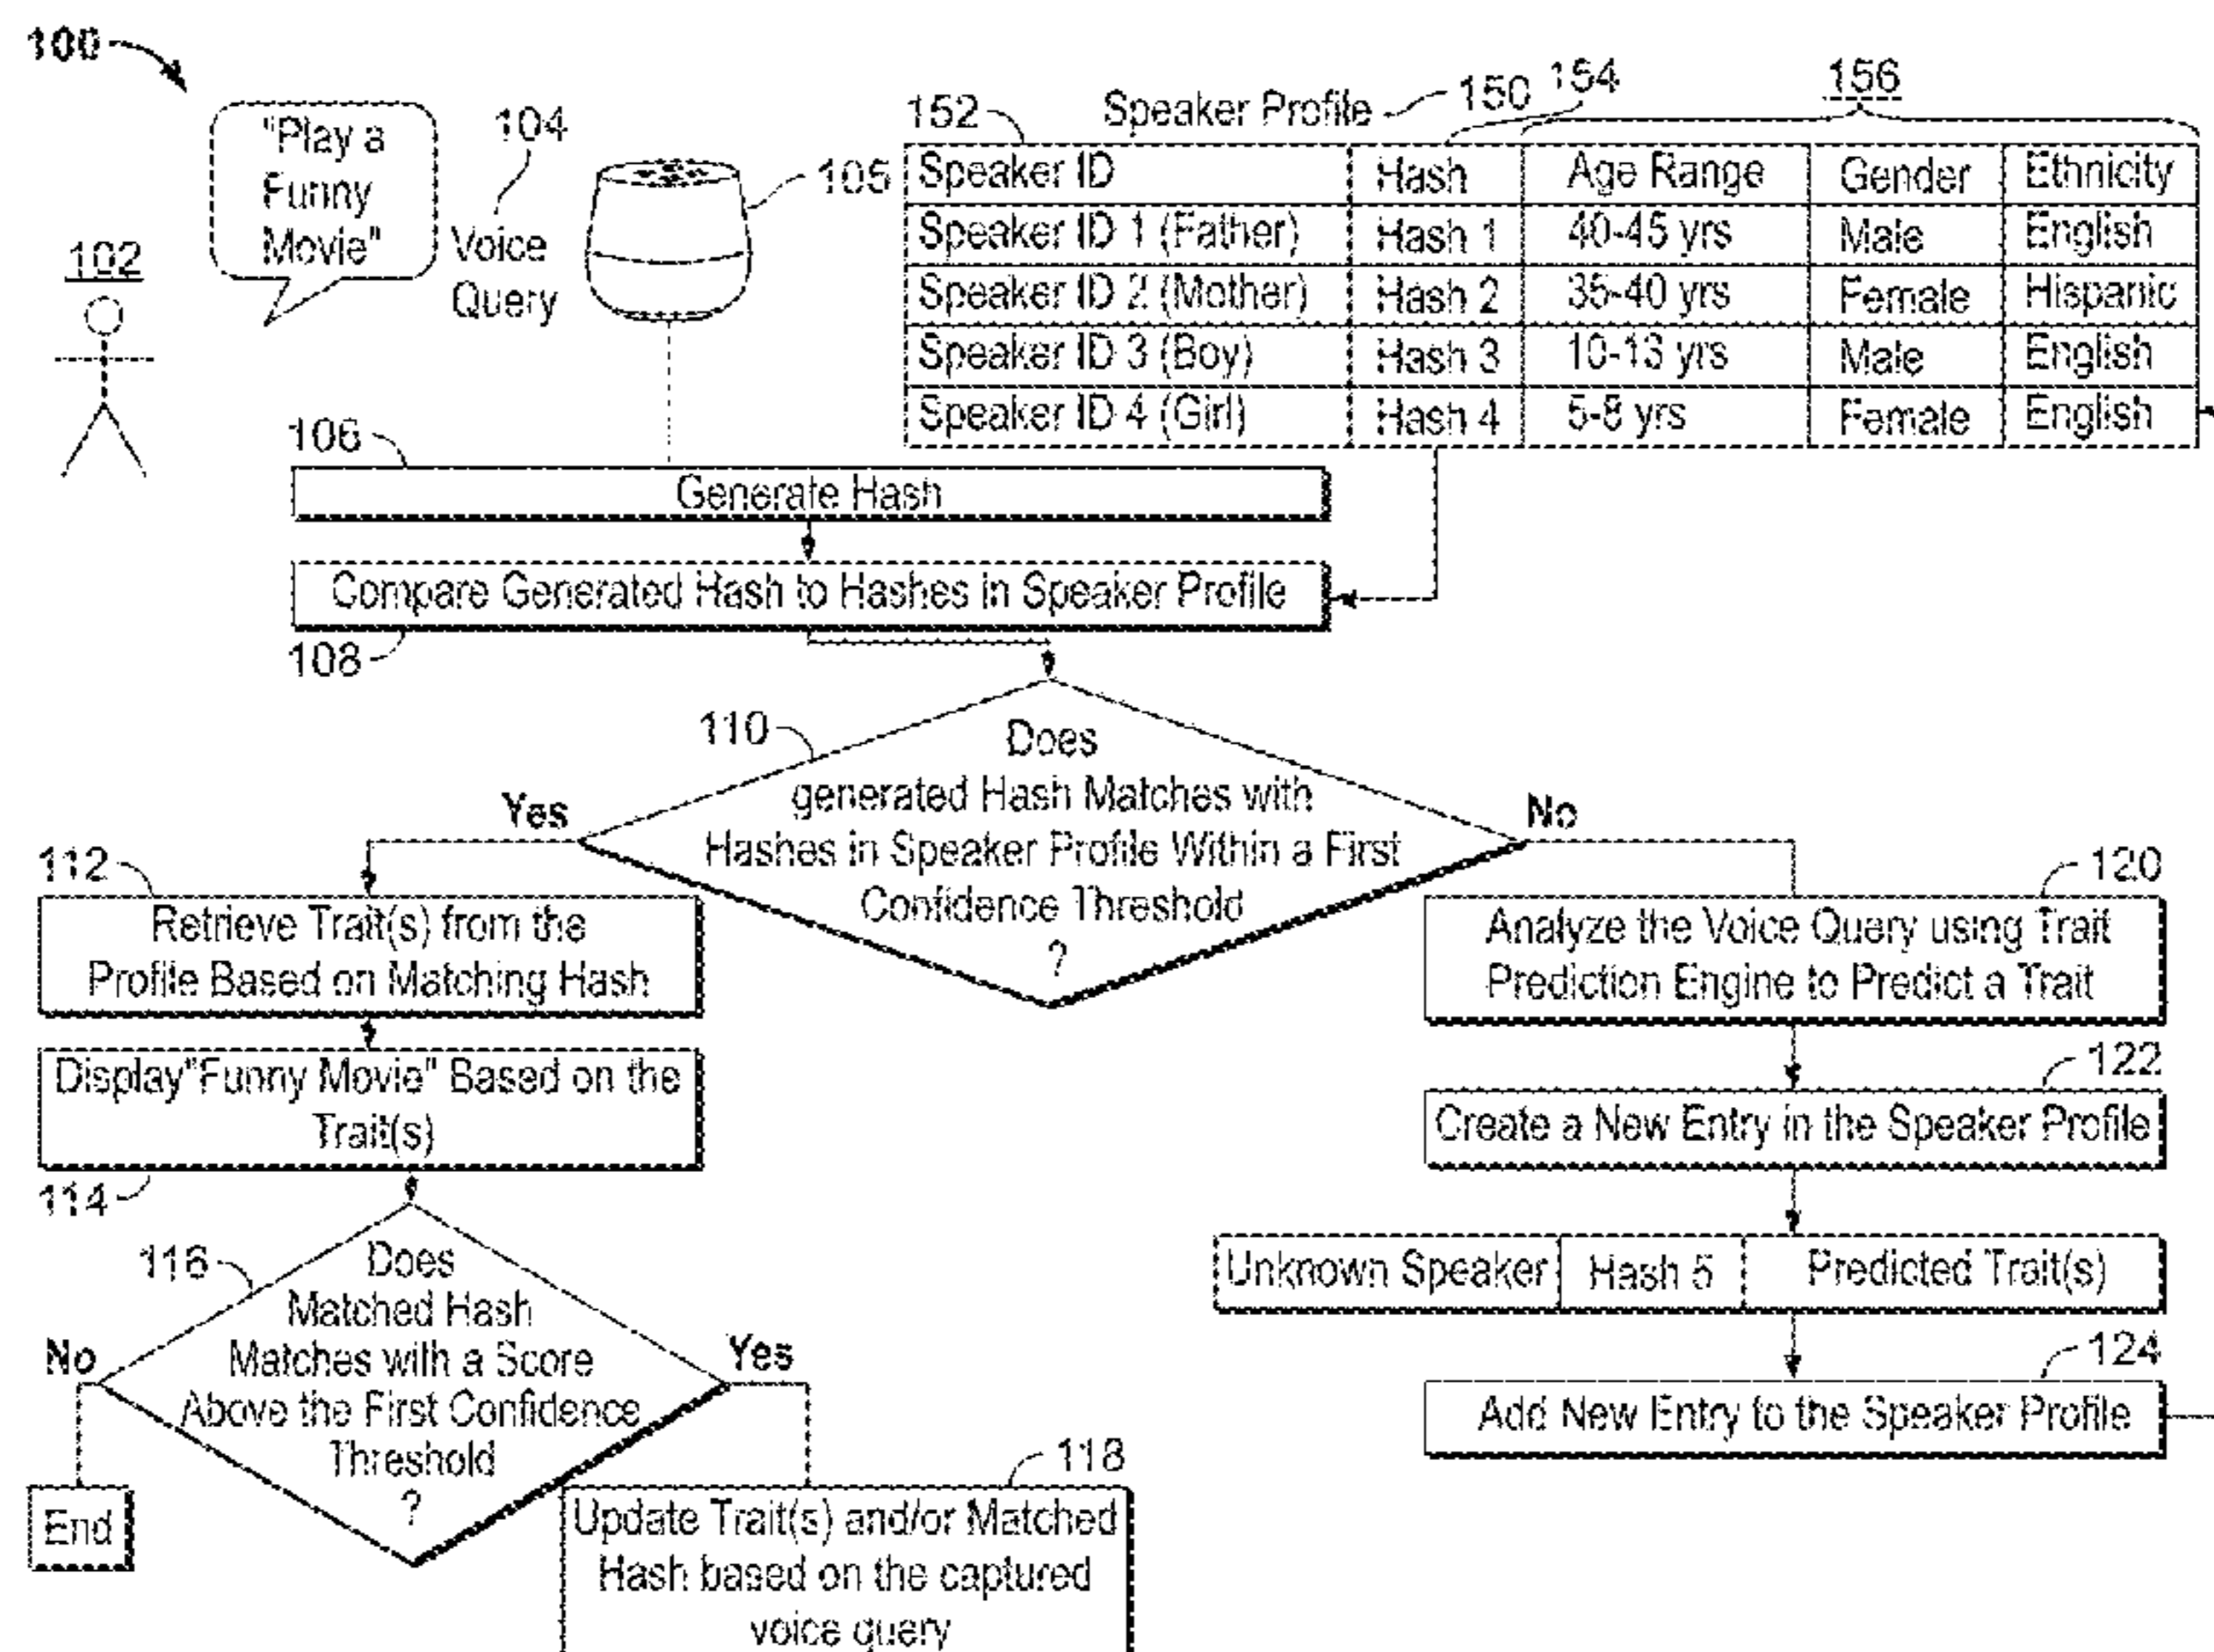 100
"Play a
Funny
Movie"
102
104
Voice
Query
105
152
Speaker Profile
150
154
156
Speaker ID Hash Age Range Gender Ethnicity
Speaker ID 1 (Father) Hash 1 40-45 yrs Male English
Speaker ID 2 (Mother) Hash 2 35-40 yrs Female Hispanic
Speaker ID 3 (Boy) Hash 3 10-13 yrs Male English
Speaker ID 4 (Girl) Hash 4 5-8 yrs Female English
106
Generate Hash
Compare Generated Hash to Hashes in Speaker Profile
108
110
Does
generated Hash Matches with
Hashes in Speaker Profile Within a First
Confidence Threshold
?
Yes
No
112
Retrieve Trait(s) from the
Profile Based on Matching Hash
Display"Funny Movie" Based on the
Trait(s)
114
116
Does
Matched Hash
Matches with a Score
Above the First Confidence
Threshold
?
No
Yes
End
118
Update Trait(s) and/or Matched
Hash based on the captured
voice query
120
Analyze the Voice Query using Trait
Prediction Engine to Predict a Trait
122
Create a New Entry in the Speaker Profile
Unknown Speaker Hash 5 Predicted Trait(s)
124
Add New Entry to the Speaker Profile